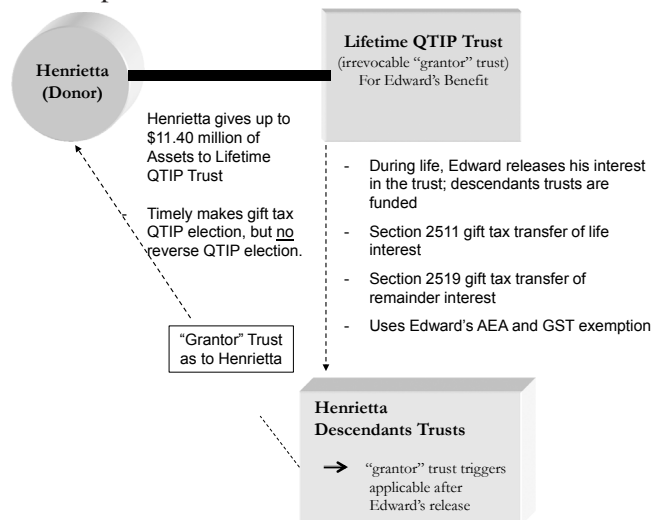 Henrietta
(Donor)
Lifetime QTIP Trust
(irrevocable “grantor” trust)
For Edward’s Benefit
Henrietta gives up to
$11.40 million of
Assets to Lifetime
QTIP Trust
- Timely makes gift tax
QTIP election, but no
reverse QTIP election.
- During life, Edward releases his interest
in the trust; descendants trusts are
funded
- Section 2511 gift tax transfer of life
interest
- Section 2519 gift tax transfer of
remainder interest
- Uses Edward’s AEA and GST exemption
“Grantor” Trust
as to Henrietta
Henrietta
Descendants Trusts
→ “grantor” trust triggers
applicable after
Edward’s release